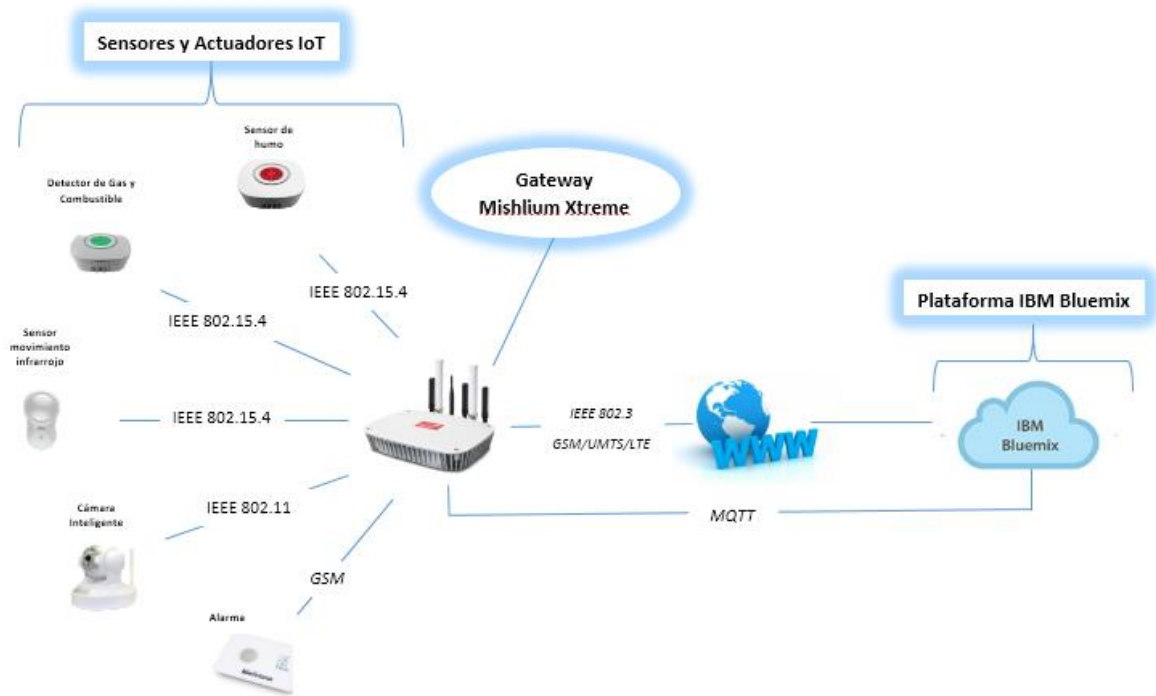 Sensores y Actuadores IoT
Sensor de
humo
Detector de Gas y
Combustible
Gateway
Mishlium Xtreme
IEEE 802.15.4
IEEE 802.15.4
Plataforma IBM Bluemix
Sensor
movimiento
infrarrojo
IEEE 802.15.4
IEEE 802.3
GSM/UMTS/LTE
WWW
IBM
Bluemix
Cámara
Inteligente
IEEE 802.11
MQTT
GSM
Alarma